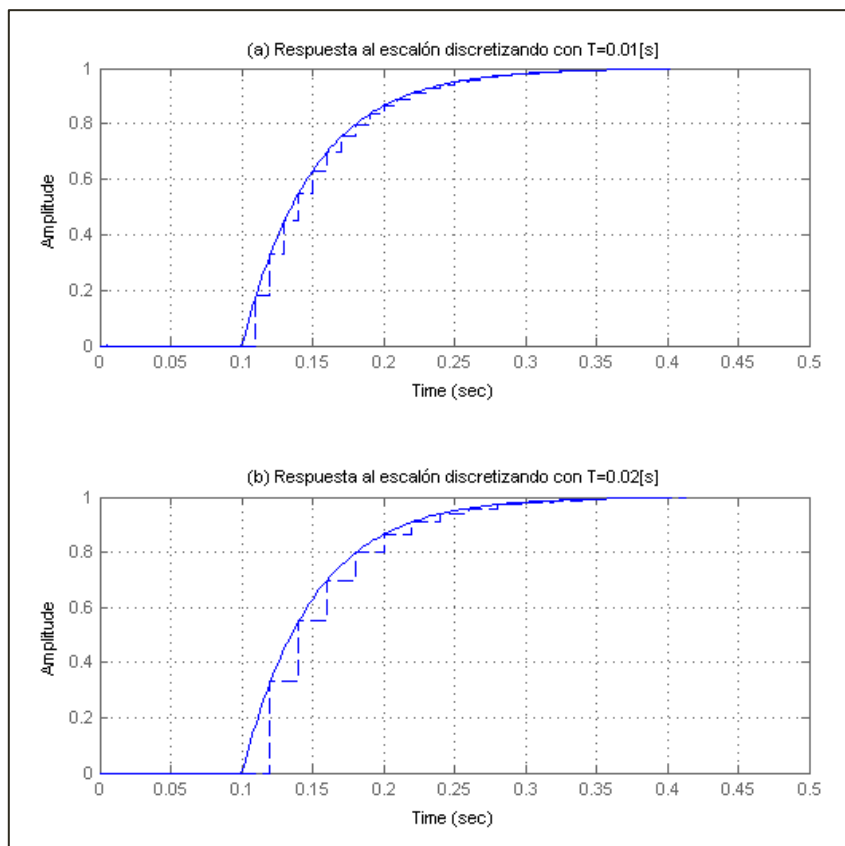 (a) Respuesta al escalón discretizando con T=0.01[s]
1
0.8
0.6
0.4
0.2
0
Amplitude
0 0.05 0.1 0.15 0.2 0.25 0.3 0.35 0.4 0.45 0.5
Time (sec)
(b) Respuesta al escalón discretizando con T=0.02[s]
1
0.8
0.6
0.4
0.2
0
Amplitude
0 0.05 0.1 0.15 0.2 0.25 0.3 0.35 0.4 0.45 0.5
Time (sec)